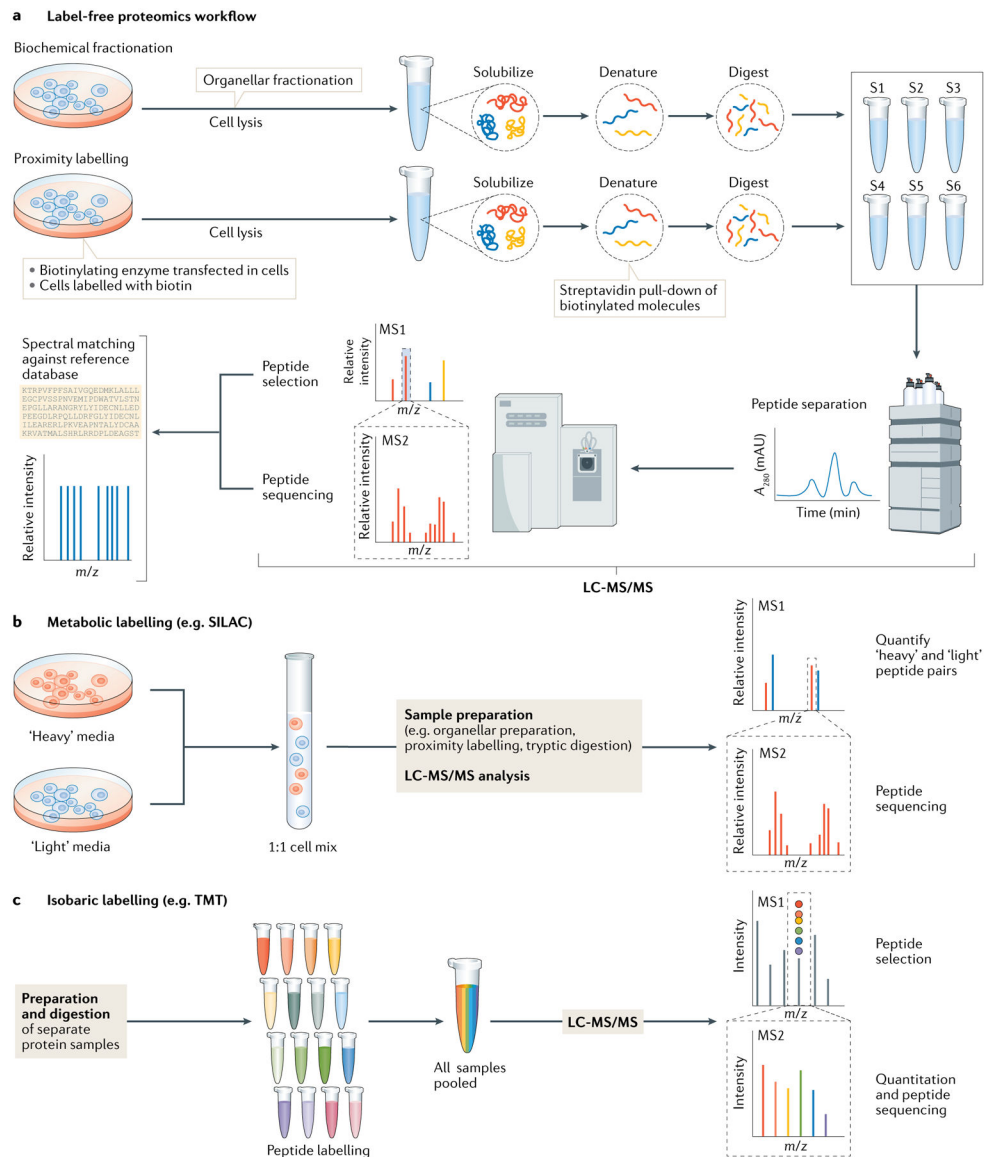 a Label-free proteomics workflow
Biochemical fractionation
Organellar fractionation
Cell lysis
Solubilize
Denature
Digest
S1 S2 S3
S4 S5 S6
Proximity labelling
Cell lysis
Solubilize
Denature
Digest
• Biotinylating enzyme transfected in cells
• Cells labelled with biotin
Streptavidin pull-down of
biotinylated molecules
Peptide separation
A280 (mAU)
Time (min)
MS1
Relative
intensity
m/z
Peptide
selection
MS2
Relative intensity
m/z
Peptide
sequencing
LC-MS/MS
Spectral matching
against reference
database
KTRPVFPFSAIVGQEDMKLALLL
EGCPVSSPNVEMIPDWATVLSTN
EPGLLARANGRYLYIDECNLLED
PEEGDLRPQLLDRFGLYIDECNL
ILEARERLPKVEAPNTALYDCAA
KRVATMALSHRLRRDPLDEAGST
Relative intensity
m/z
b Metabolic labelling (e.g. SILAC)
'Heavy' media
'Light' media
1:1 cell mix
Sample preparation
(e.g. organellar preparation,
proximity labelling, tryptic digestion)
LC-MS/MS analysis
MS1
Relative intensity
m/z
Quantify
'heavy' and 'light'
peptide pairs
MS2
Relative intensity
m/z
Peptide
sequencing
c Isobaric labelling (e.g. TMT)
Preparation
and digestion
of separate
protein samples
Peptide labelling
All samples
pooled
LC-MS/MS
MS1
Intensity
m/z
Peptide
selection
MS2
Intensity
m/z
Quantitation
and peptide
sequencing